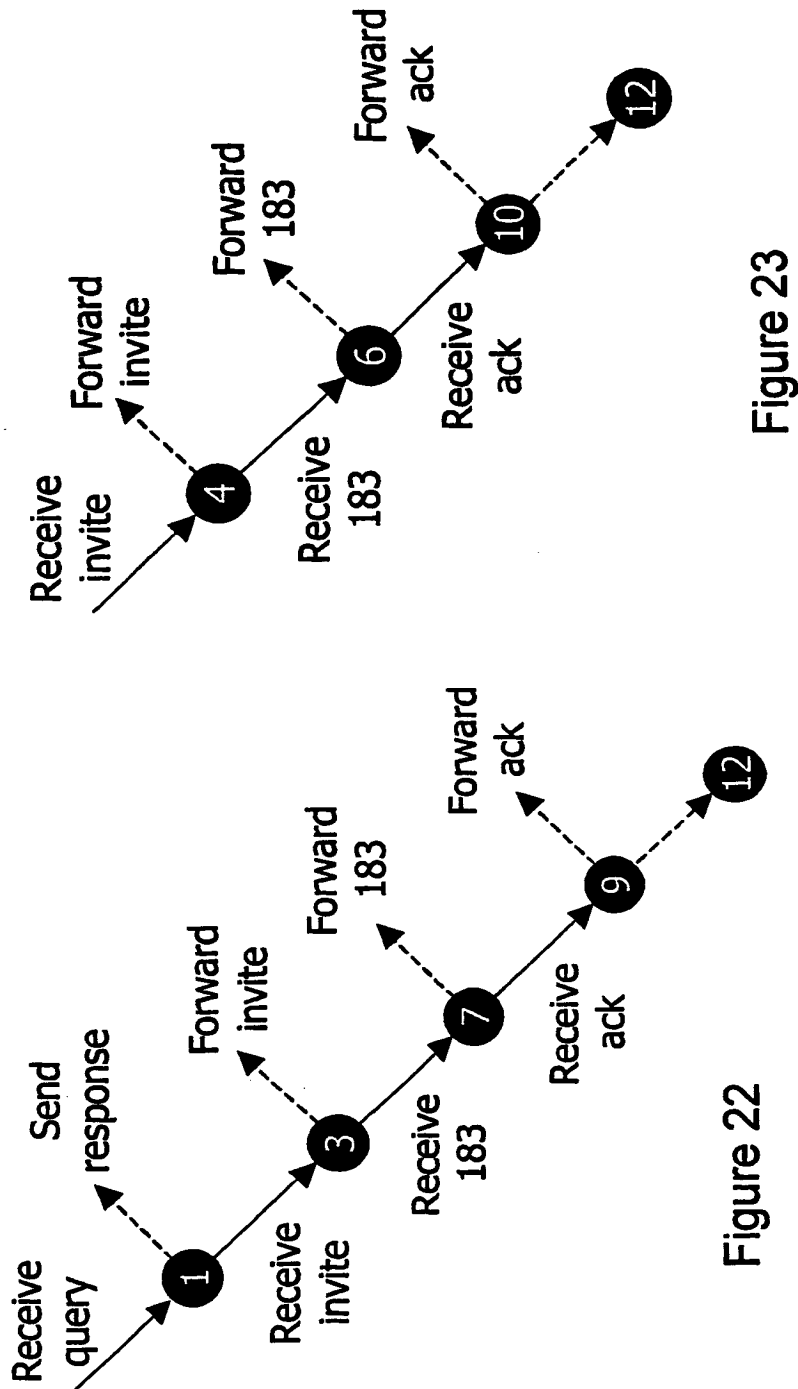 Receive
query
Send
response
1
Receive
invite
Forward
invite
3
Receive
183
Forward
183
7
Receive
ack
Forward
ack
9
12
Figure 22
Receive
invite
Forward
invite
4
Receive
183
Forward
183
6
Receive
ack
Forward
ack
10
12
Figure 23